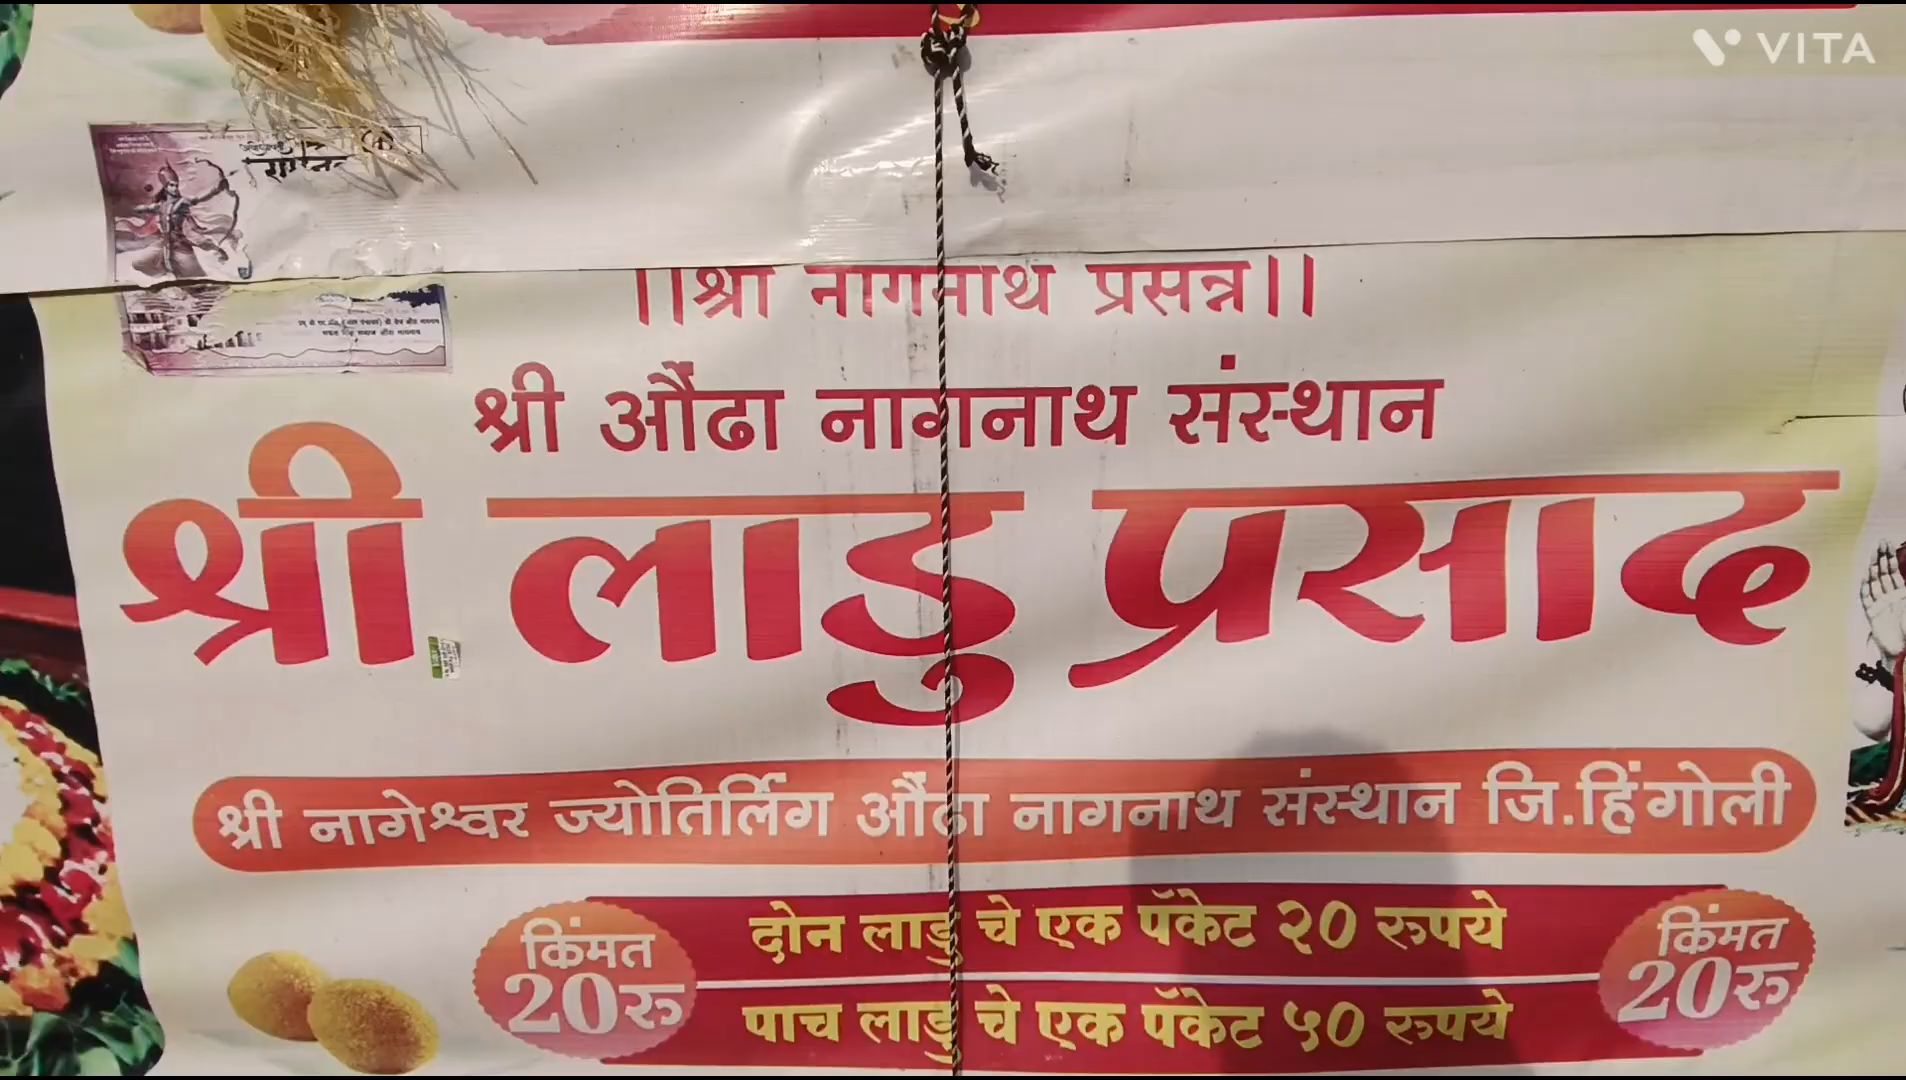 VITA
||श्री नागनाथ प्रसन्न||
श्री औंढा नागनाथ संस्थान
श्री लाडु प्रसाद
श्री नागेश्वर ज्योतिर्लिंग औंढा नागनाथ संस्थान जि.हिंगोली
किंमत
20रु
दोन लाडु चे एक पॅकेट २० रुपये
पाच लाडु चे एक पॅकेट ५० रुपये
किंमत
20रु